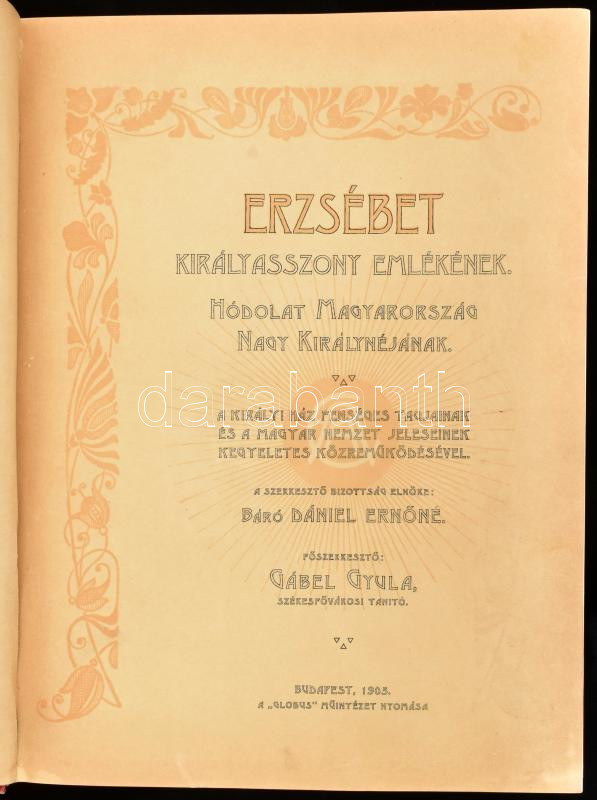 ERZSÉBET
KIRÁLYASSZONY EMLÉKÉNEK.
HÓDOLAT MAGYARORSZÁG
NAGY KIRÁLYNÉJÁNAK.
A KIRÁLYI HÁZ FENSÉGES TAGJAINAK
ÉS A MAGYAR NEMZET JELESEINEK
KEGYELETES KÖZREMŰKÖDÉSÉVEL.
A SZERKESZTŐ BIZOTTSÁG ELNÖKE:
BÁRÓ DÁNIEL ERNŐNÉ.
FŐSZERKESZTŐ:
GÁBEL GYULA,
SZÉKESFŐVÁROSI TANITÓ.
BUDAPEST, 1905.
A „GLOBUS" MŰINTÉZET NYOMÁSA
darabanth